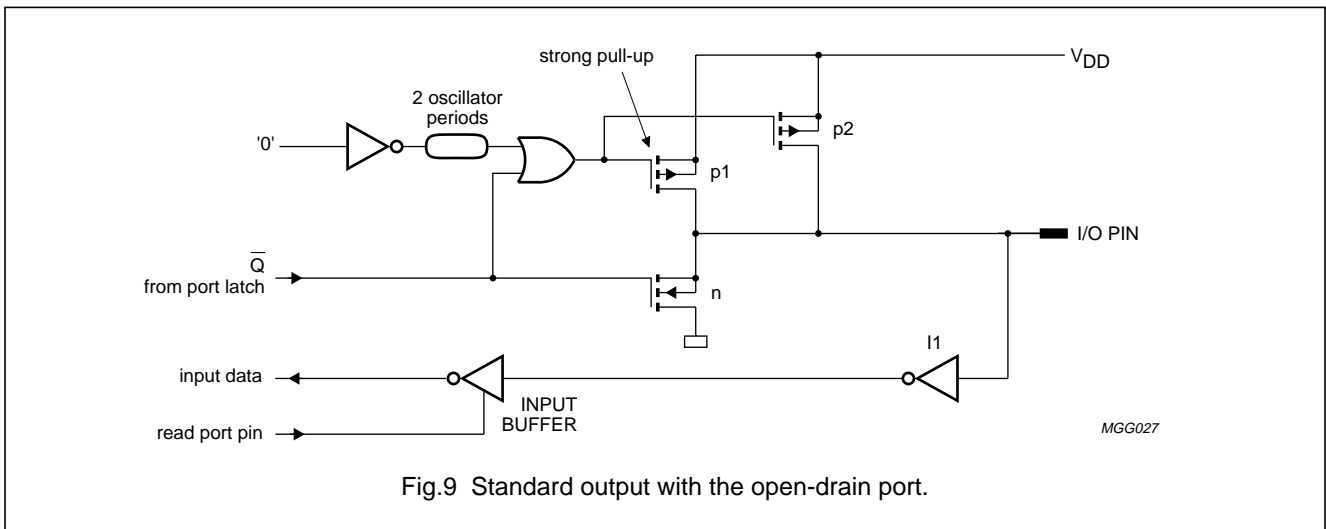 strong pull-up
VDD
2 oscillator
periods
'0'
p2
p1
I/O PIN
Q̅
from port latch
n
I1
input data
INPUT
BUFFER
read port pin
MGG027
Fig.9 Standard output with the open-drain port.